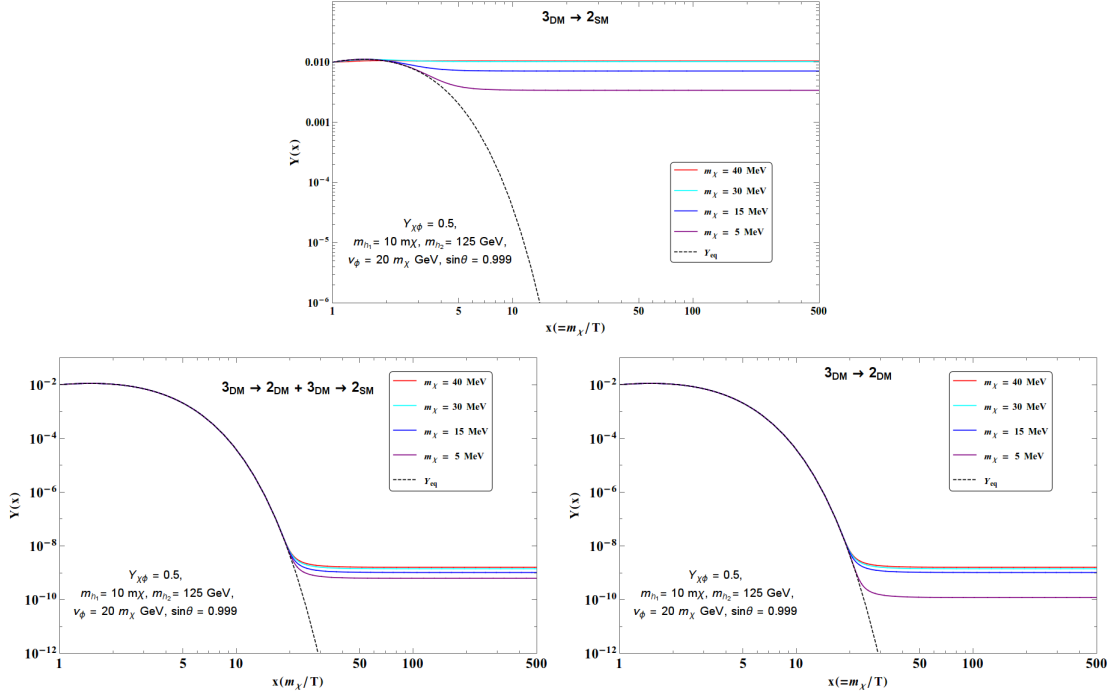 3DM → 2SM
0.010
0.001
10⁻⁴
10⁻⁵
10⁻⁶
Y(x)
mχ = 40 MeV
mχ = 30 MeV
mχ = 15 MeV
mχ = 5 MeV
Yeq
Yχϕ = 0.5,
mh₁= 10 mχ, mh₂= 125 GeV,
vϕ = 20 mχ GeV, sinθ = 0.999
1 5 10 50 100 500
x(=mχ/T)
3DM → 2DM + 3DM → 2SM
10⁻²
10⁻⁴
10⁻⁶
10⁻⁸
10⁻¹⁰
10⁻¹²
Y(x)
mχ = 40 MeV
mχ = 30 MeV
mχ = 15 MeV
mχ = 5 MeV
Yeq
Yχϕ = 0.5,
mh₁= 10 mχ, mh₂= 125 GeV,
vϕ = 20 mχ GeV, sinθ = 0.999
1 5 10 50 100 500
x(mχ/T)
3DM → 2DM
10⁻²
10⁻⁴
10⁻⁶
10⁻⁸
10⁻¹⁰
10⁻¹²
Y(x)
mχ = 40 MeV
mχ = 30 MeV
mχ = 15 MeV
mχ = 5 MeV
Yeq
Yχϕ = 0.5,
mh₁= 10 mχ, mh₂= 125 GeV,
vϕ = 20 mχ GeV, sinθ = 0.999
1 5 10 50 100 500
x(=mχ/T)